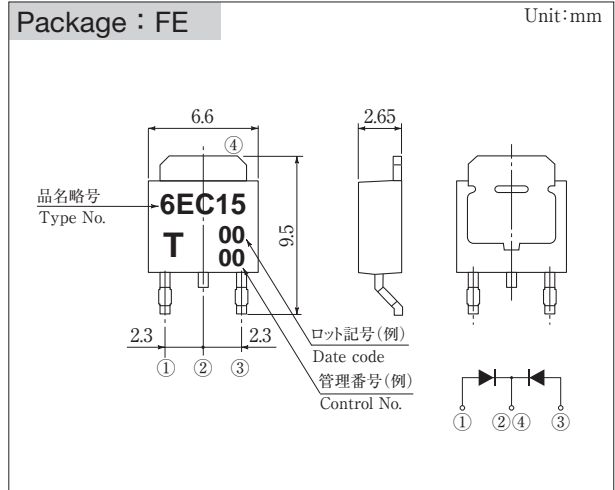 Package：FE
Unit:mm
6.6
2.65
④
品名略号
Type No.
6EC15
T 00
00
9.5
2.3 2.3
① ② ③
ロット記号(例)
Date code
管理番号(例)
Control No.
① ②④ ③